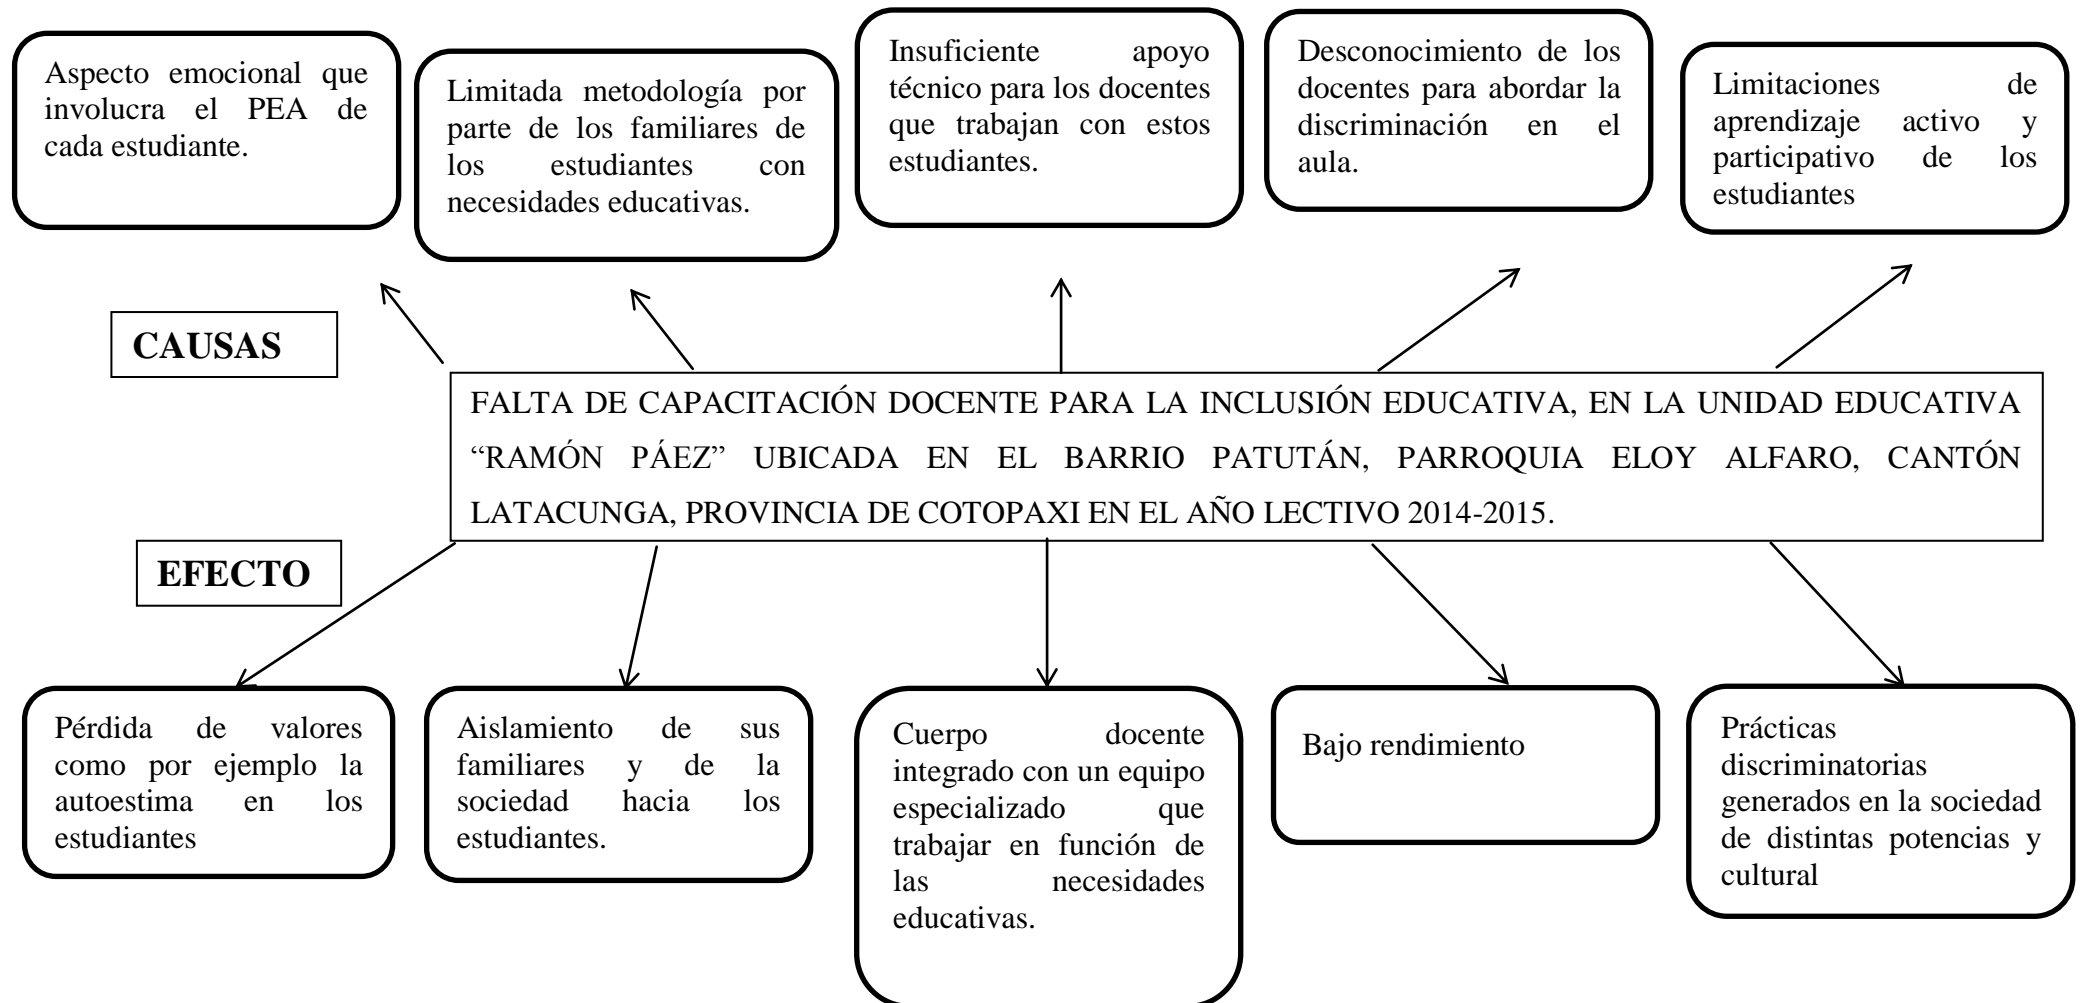 Aspecto emocional que
involucra el PEA de
cada estudiante.
Limitada metodología por
parte de los familiares de
los estudiantes con
necesidades educativas.
Insuficiente apoyo
técnico para los docentes
que trabajan con estos
estudiantes.
Desconocimiento de los
docentes para abordar la
discriminación en el
aula.
Limitaciones de
aprendizaje activo y
participativo de los
estudiantes
CAUSAS
FALTA DE CAPACITACIÓN DOCENTE PARA LA INCLUSIÓN EDUCATIVA, EN LA UNIDAD EDUCATIVA
“RAMÓN PÁEZ” UBICADA EN EL BARRIO PATUTÁN, PARROQUIA ELOY ALFARO, CANTÓN
LATACUNGA, PROVINCIA DE COTOPAXI EN EL AÑO LECTIVO 2014-2015.
EFECTO
Pérdida de valores
como por ejemplo la
autoestima en los
estudiantes
Aislamiento de sus
familiares y de la
sociedad hacia los
estudiantes.
Cuerpo docente
integrado con un equipo
especializado que
trabajar en función de
las necesidades
educativas.
Bajo rendimiento
Prácticas
discriminatorias
generados en la sociedad
de distintas potencias y
cultural